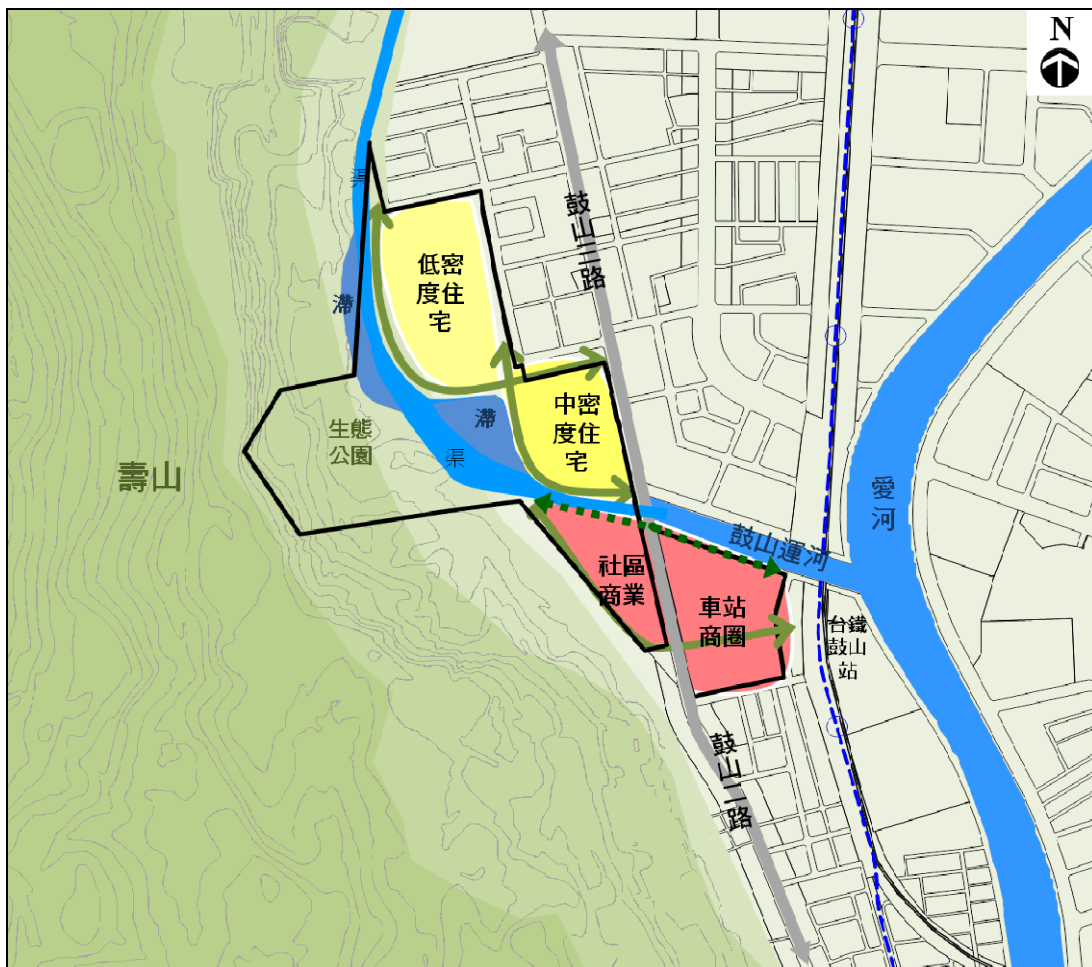 N
渠
鼓山三路
低密
度住
宅
滯
中密
度住
宅
滯
生態
公園
渠
壽山
愛河
鼓山運河
社區
商業
車站
商圈
台鐵
鼓山
站
鼓山二路